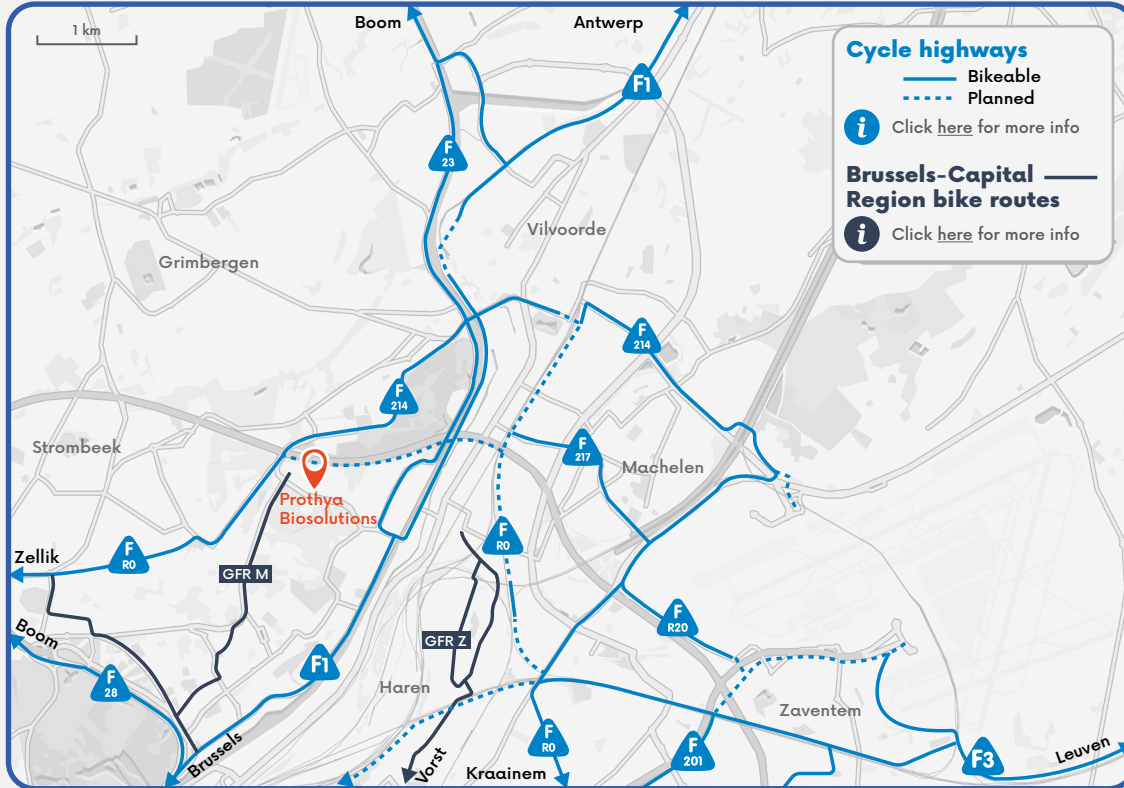 1 km
Boom
Antwerp
Cycle highways
Bikeable
Planned
i
Click here for more info
Brussels-Capital
Region bike routes
i
Click here for more info
F1
F
23
Vilvoorde
Grimbergen
F
214
F
214
Strombeek
F
217
Machelen
Prothya
Biosolutions
F
R0
Zellik
F
R0
GFR M
F
R20
Boom
GFR Z
F1
F
28
Haren
Zaventem
Brussels
Vorst
Kraainem
F
R0
F
201
F3
Leuven